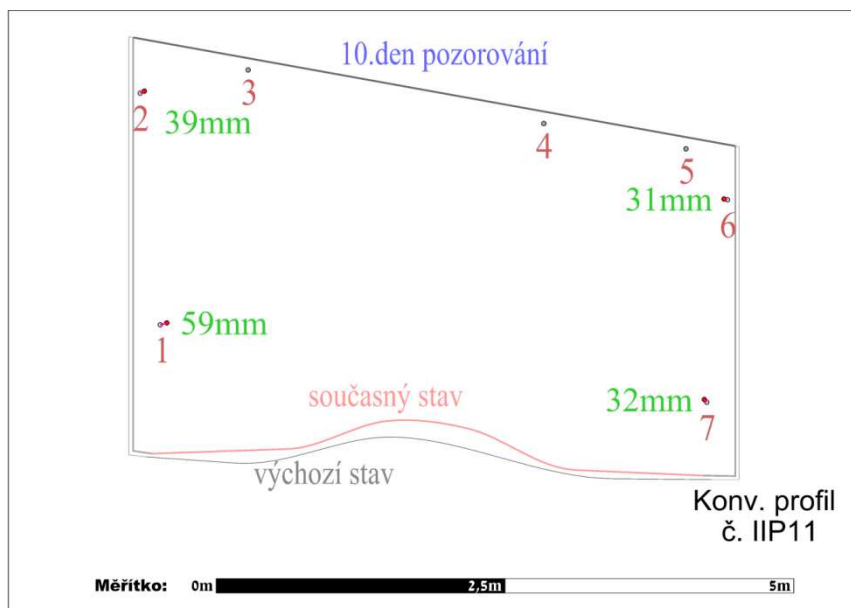 10.den pozorování
3
2
39mm
4
5
31mm
6
59mm
1
současný stav
32mm
7
výchozí stav
Konv. profil
č. IIP11
Měřítko: 0m 2,5m 5m